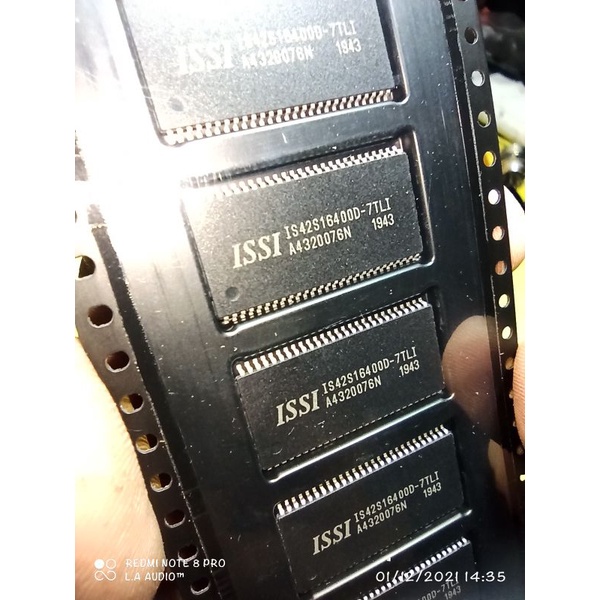 ISSI IS42S16400D-7TLI
A4320076N 1943
ISSI IS42S16400D-7TLI
A4320076N 1943
ISSI IS42S16400D-7TLI
A4320076N 1943
ISSI IS42S16400D-7TLI
A4320076N 1943
REDMI NOTE 8 PRO
L.A AUDIO™
01/12/2021 14:35